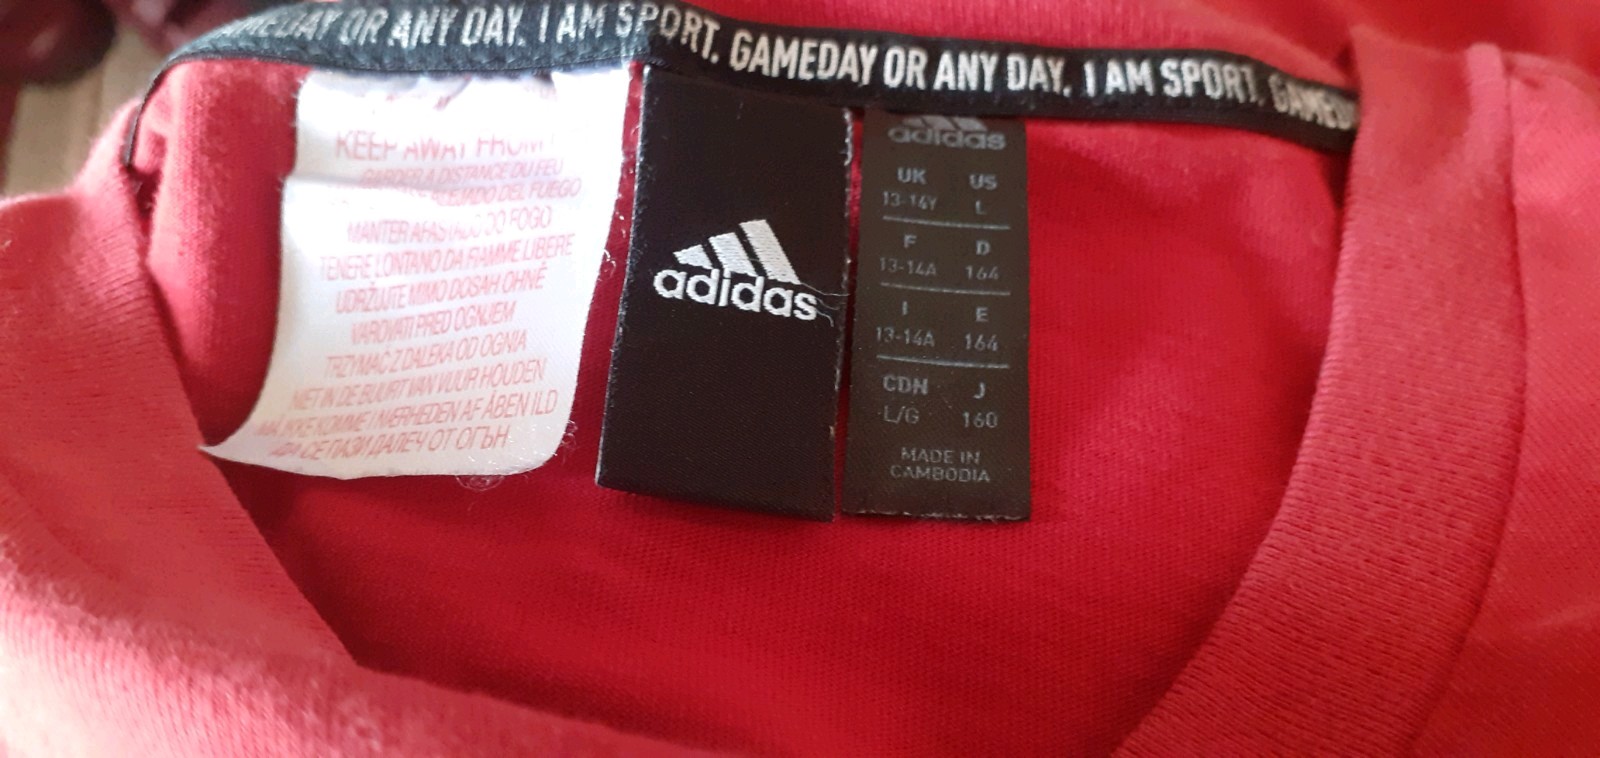 GAMEDAY OR ANY DAY. I AM SPORT. GAMEDAY OR ANY DAY. I AM SPORT. GAMED
KEEP AWAY FROM
GARDER A DISTANCE DU FEU
DEL FUEGO
MANTER AFASTADO DO FOGO
TENERE LONTANO DA FIAMME LIBERE
UDRŽUJTE MIMO DOSAH OHNĚ
VAROVATI PRED OGNJEM
TRZYMAĆ Z DALEKA OD OGNIA
NIET IN DE BUURT VAN VUUR HOUDEN
MÅ IKKE KOMME I NÆRHEDEN AF ÅBEN ILD
ДА СЕ ПАЗИ ДАЛЕЧ ОТ ОГЪН
adidas
adidas
UK US
13-14Y L
F D
13-14A 164
I E
13-14A 164
CDN J
L/G 160
MADE IN
CAMBODIA